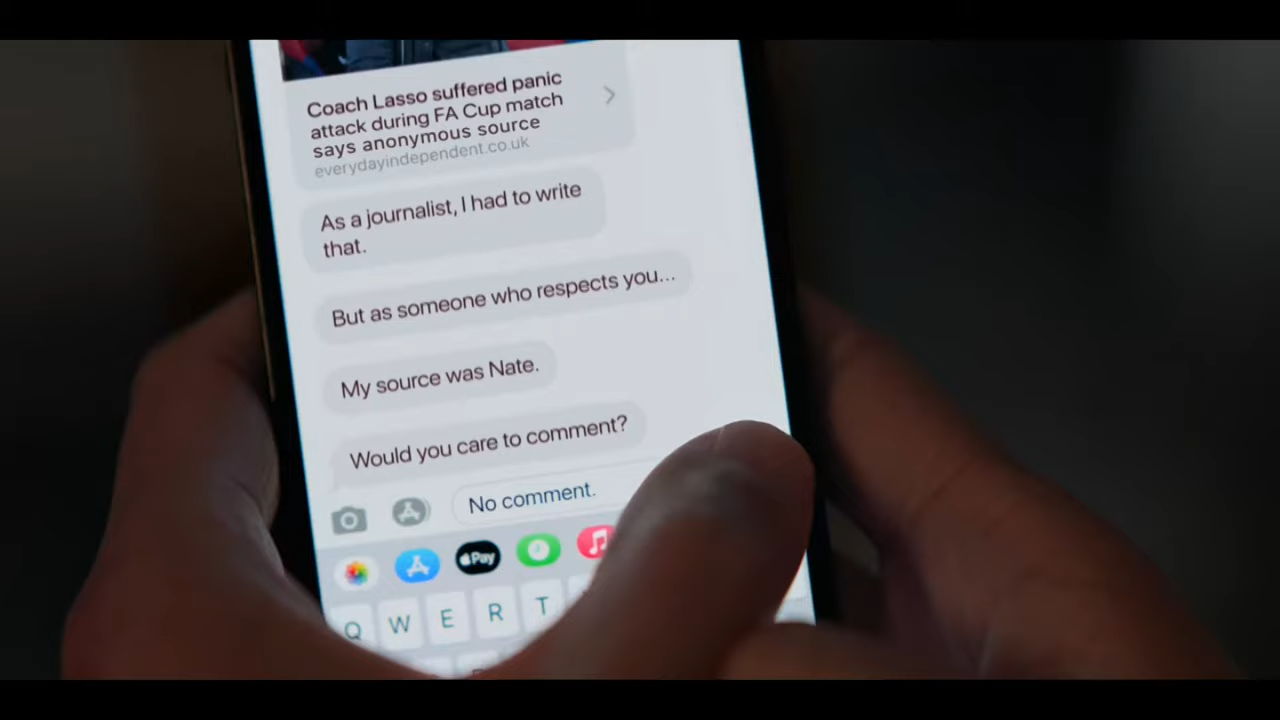 Coach Lasso suffered panic
attack during FA Cup match
says anonymous source
everydayindependent.co.uk
As a journalist, I had to write
that.
But as someone who respects you...
My source was Nate.
Would you care to comment?
No comment.
Pay
Q W E R T